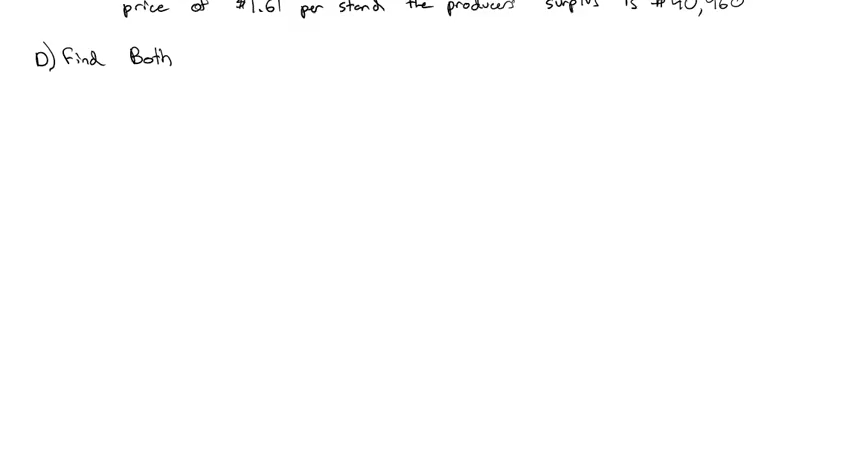 price of $1.61 per stand the producers' surplus is $40,960
D) Find Both